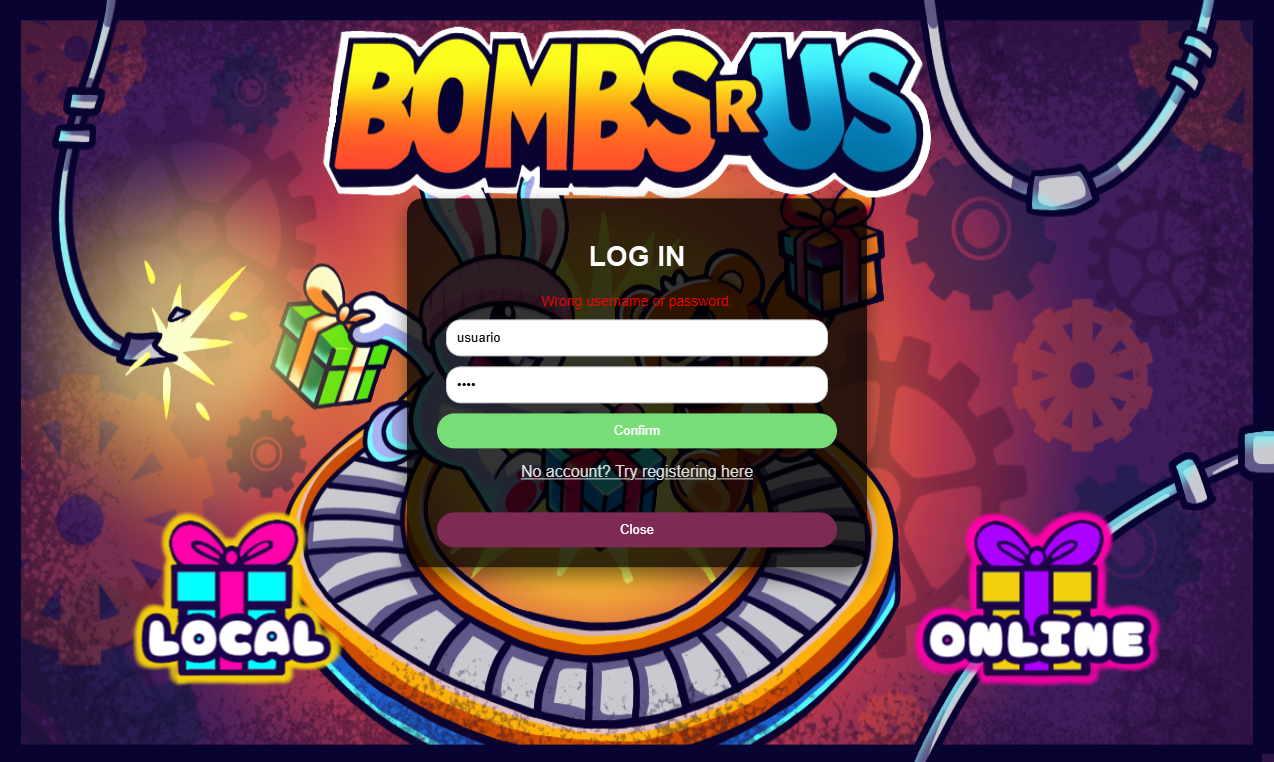 BOMBS R US
LOG IN
Wrong username or password.
usuario
••••
Confirm
No account? Try registering here
Close
LOCAL
ONLINE